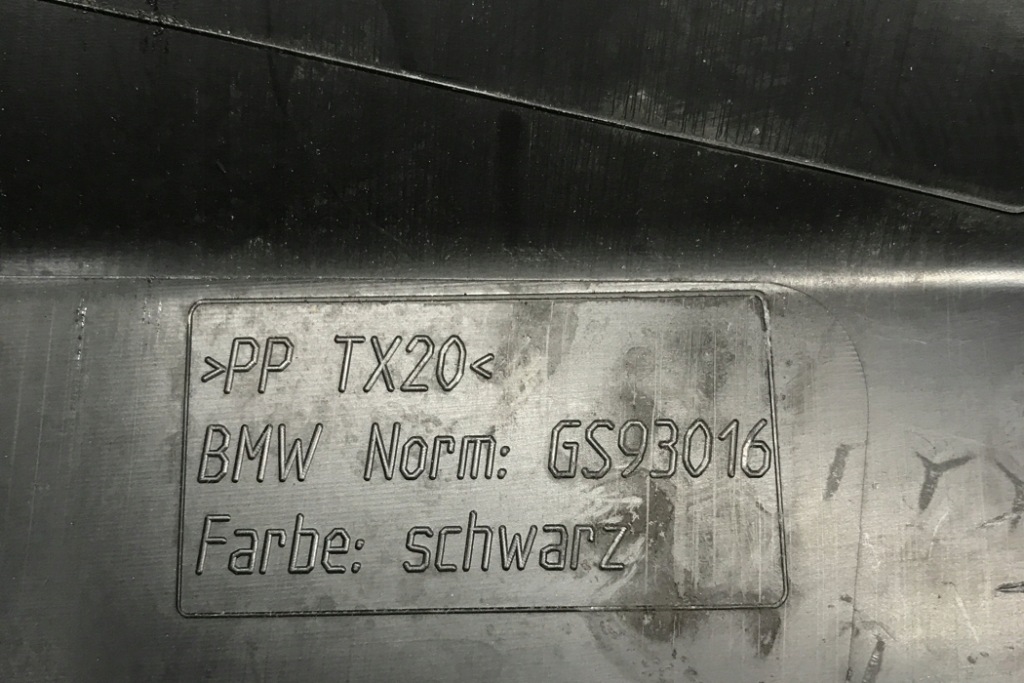 >PP TX20<
BMW Norm: GS93016
Farbe: schwarz